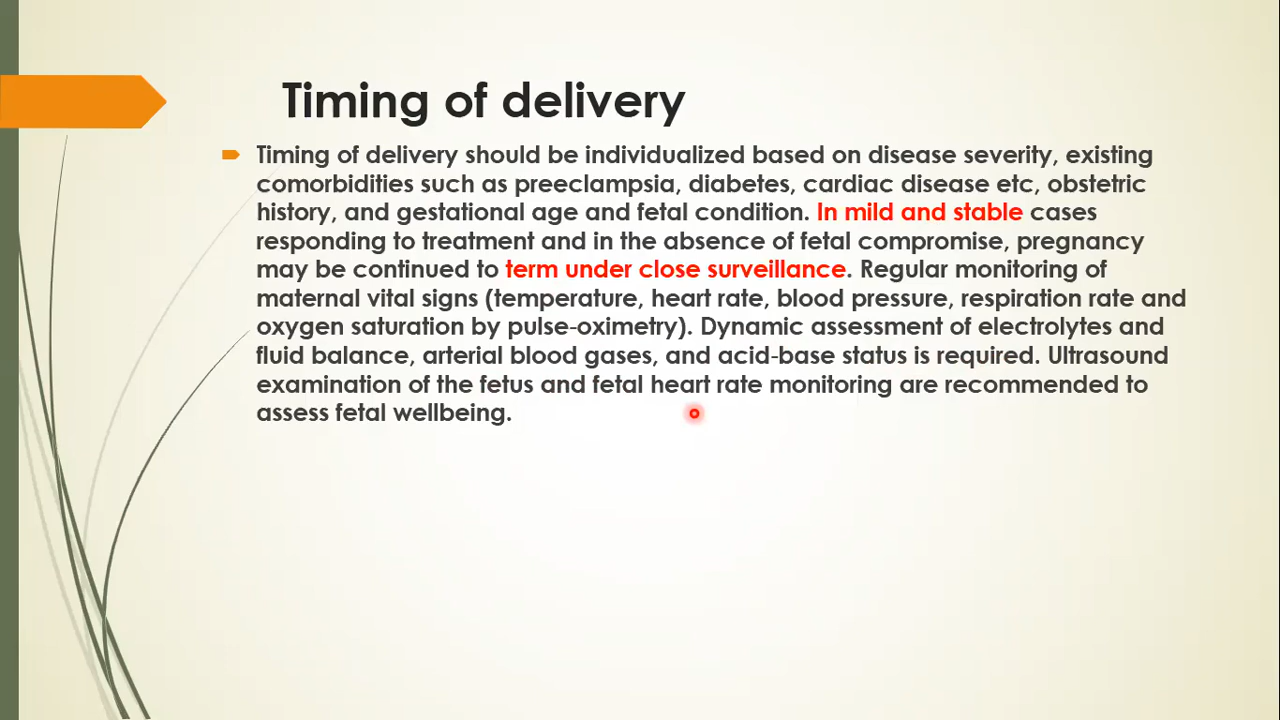 Timing of delivery
Timing of delivery should be individualized based on disease severity, existing
comorbidities such as preeclampsia, diabetes, cardiac disease etc, obstetric
history, and gestational age and fetal condition. In mild and stable cases
responding to treatment and in the absence of fetal compromise, pregnancy
may be continued to term under close surveillance. Regular monitoring of
maternal vital signs (temperature, heart rate, blood pressure, respiration rate and
oxygen saturation by pulse-oximetry). Dynamic assessment of electrolytes and
fluid balance, arterial blood gases, and acid-base status is required. Ultrasound
examination of the fetus and fetal heart rate monitoring are recommended to
assess fetal wellbeing.